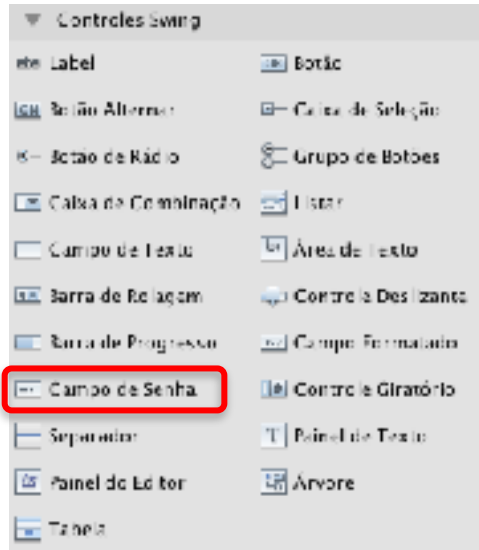 Controles Swing
Label
Botão
Botão Alternar
Caixa de Seleção
Botão de Rádio
Grupo de Botões
Caixa de Combinação
Listar
Campo de Texto
Área de Texto
Barra de Rolagem
Controle Deslizante
Barra de Progresso
Campo Formatado
Campo de Senha
Controle Giratório
Separador
Painel de Texto
Painel do Editor
Árvore
Tabela